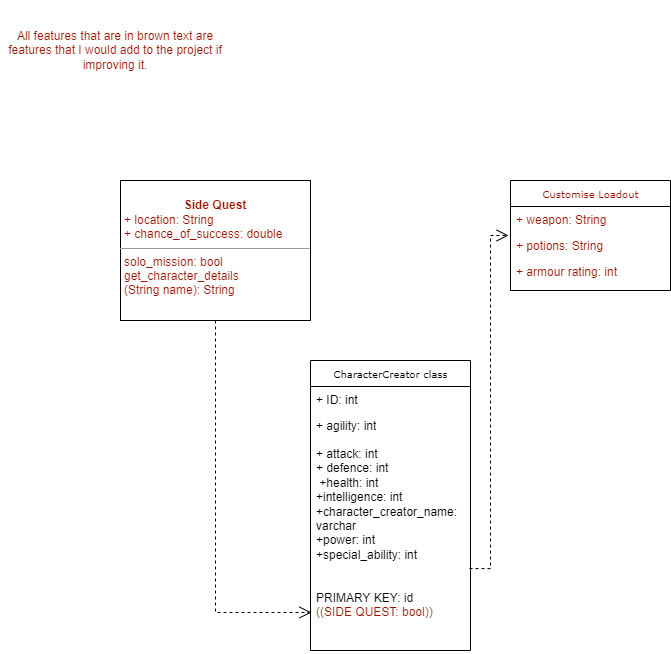 All features that are in brown text are
features that I would add to the project if
improving it.
Side Quest
+ location: String
+ chance_of_success: double
solo_mission: bool
get_character_details
(String name): String
Customise Loadout
+ weapon: String
+ potions: String
+ armour rating: int
CharacterCreator class
+ ID: int
+ agility: int
+ attack: int
+ defence: int
+health: int
+intelligence: int
+character_creator_name:
varchar
+power: int
+special_ability: int
PRIMARY KEY: id
((SIDE QUEST: bool))